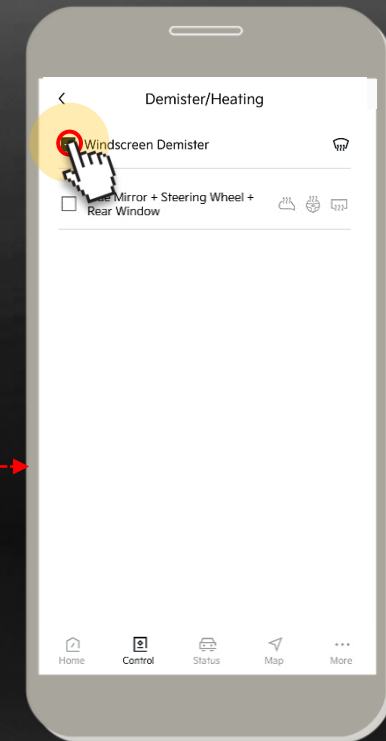 Demister/Heating
Windscreen Demister
Mirror + Steering Wheel +
Rear Window
Home Control Status Map More